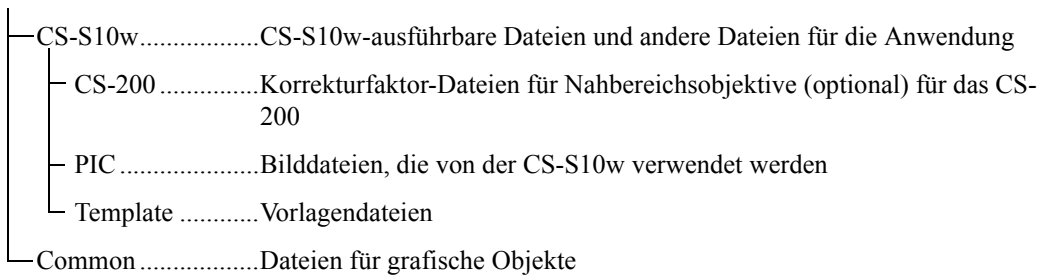 CS-S10w..................CS-S10w-ausführbare Dateien und andere Dateien für die Anwendung
CS-200 ...............Korrekturfaktor-Dateien für Nahbereichsobjektive (optional) für das CS-
200
PIC .....................Bilddateien, die von der CS-S10w verwendet werden
Template ............Vorlagendateien
Common..................Dateien für grafische Objekte